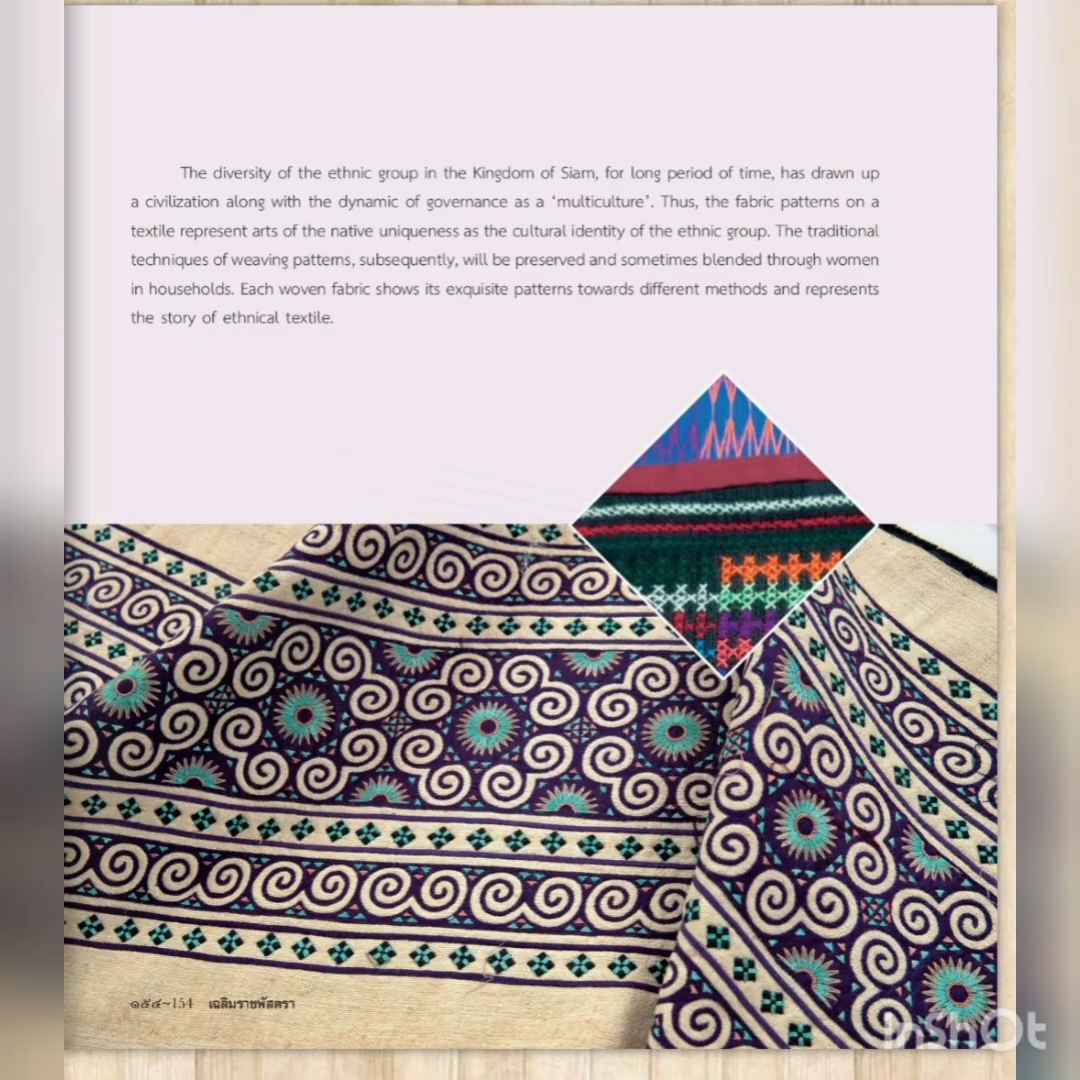 The diversity of the ethnic group in the Kingdom of Siam, for long period of time, has drawn up
a civilization along with the dynamic of governance as a ‘multiculture’. Thus, the fabric patterns on a
textile represent arts of the native uniqueness as the cultural identity of the ethnic group. The traditional
techniques of weaving patterns, subsequently, will be preserved and sometimes blended through women
in households. Each woven fabric shows its exquisite patterns towards different methods and represents
the story of ethnical textile.
๑๕๔~154 เฉลิมราชพัสตรา
InShOt